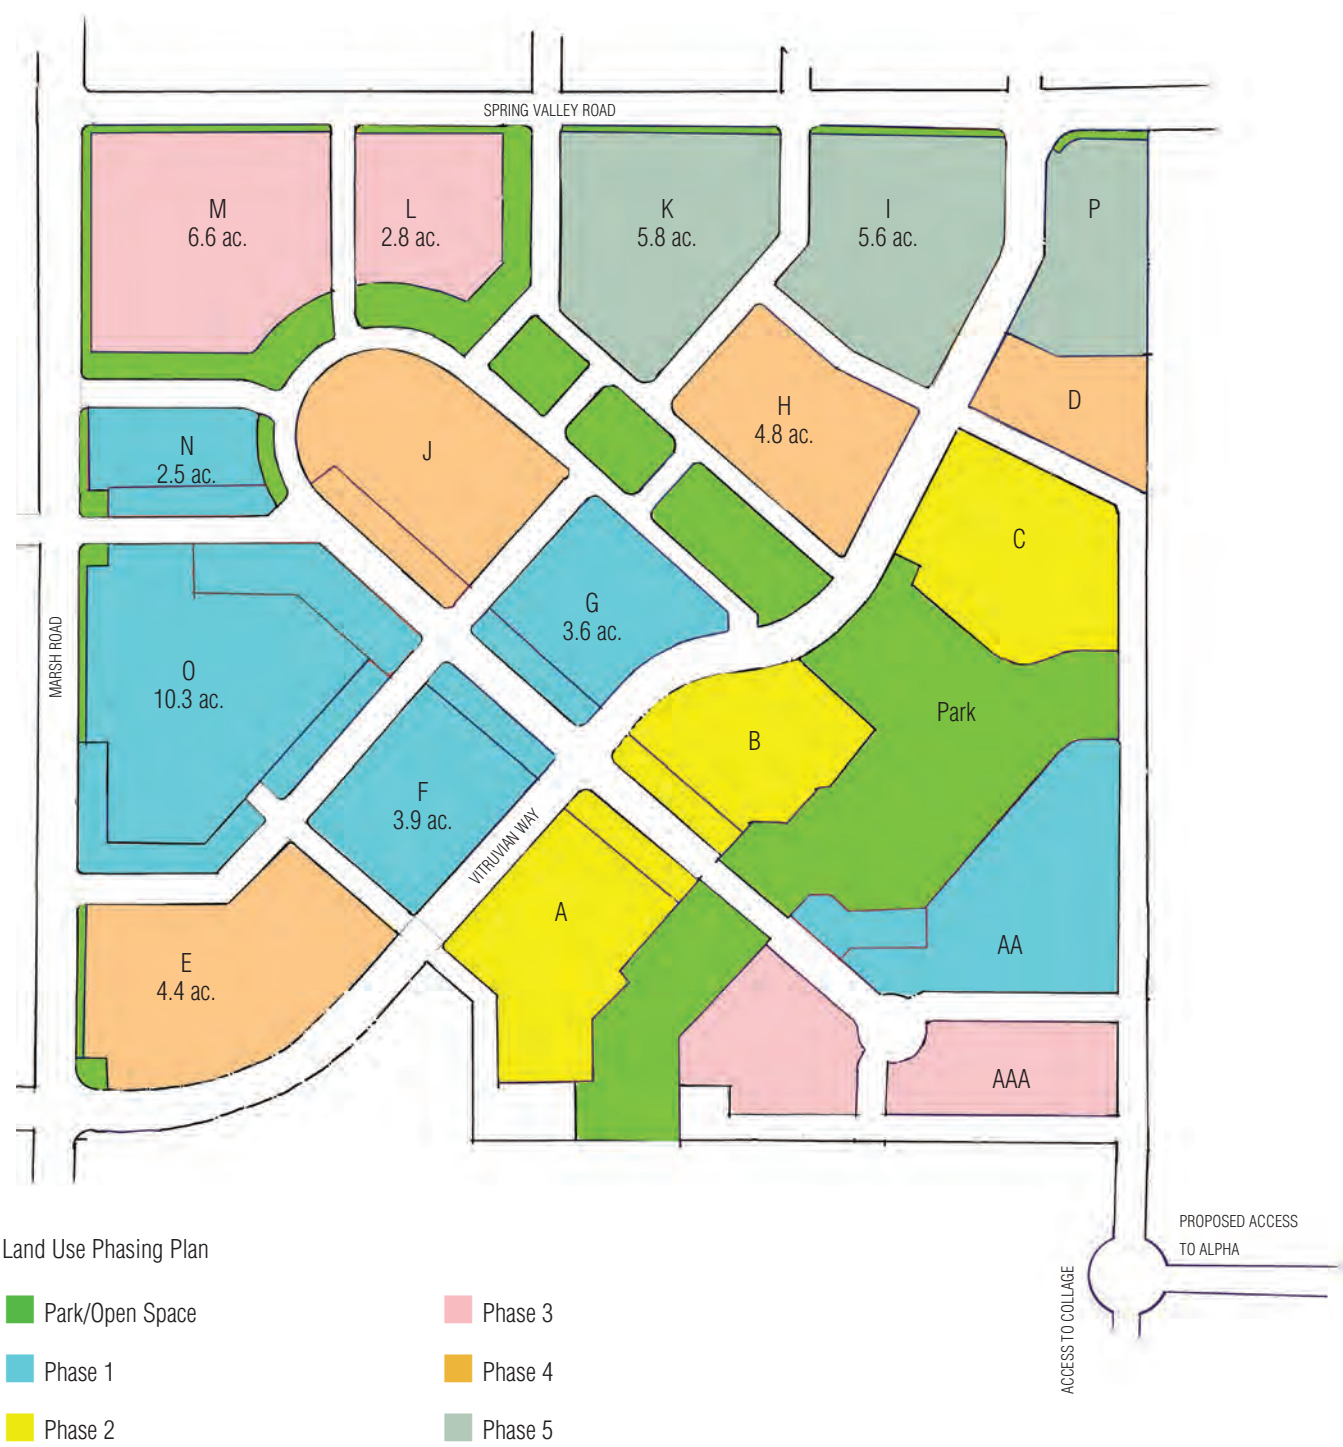 SPRING VALLEY ROAD
M
6.6 ac.
L
2.8 ac.
K
5.8 ac.
I
5.6 ac.
P
J
H
4.8 ac.
D
N
2.5 ac.
C
G
3.6 ac.
MARSH ROAD
O
10.3 ac.
Park
B
F
3.9 ac.
VITRUVIAN WAY
A
AA
E
4.4 ac.
AAA
PROPOSED ACCESS
TO ALPHA
ACCESS TO COLLAGE
Land Use Phasing Plan
Park/Open Space
Phase 1
Phase 2
Phase 3
Phase 4
Phase 5